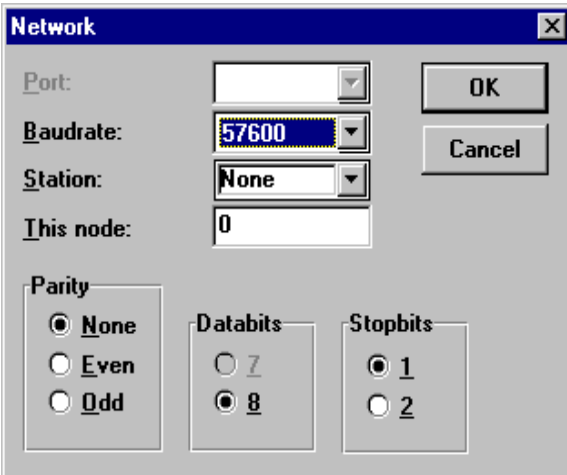 Network
Port:
OK
Baudrate: 57600
Cancel
Station: None
This node: 0
Parity
None
Even
Odd
Databits
7
8
Stopbits
1
2